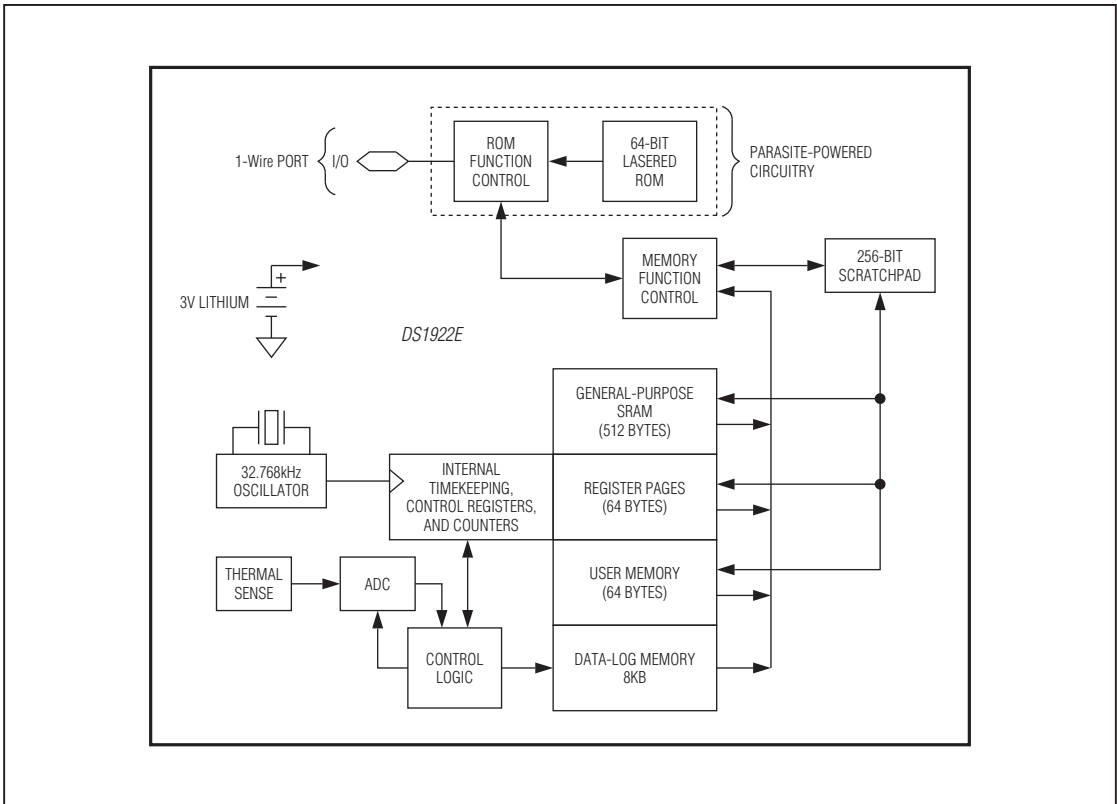 1-Wire PORT
I/O
ROM
FUNCTION
CONTROL
64-BIT
LASERED
ROM
PARASITE-POWERED
CIRCUITRY
MEMORY
FUNCTION
CONTROL
256-BIT
SCRATCHPAD
+
3V LITHIUM
DS1922E
GENERAL-PURPOSE
SRAM
(512 BYTES)
32.768kHz
OSCILLATOR
INTERNAL
TIMEKEEPING,
CONTROL REGISTERS,
AND COUNTERS
REGISTER PAGES
(64 BYTES)
THERMAL
SENSE
ADC
USER MEMORY
(64 BYTES)
CONTROL
LOGIC
DATA-LOG MEMORY
8KB